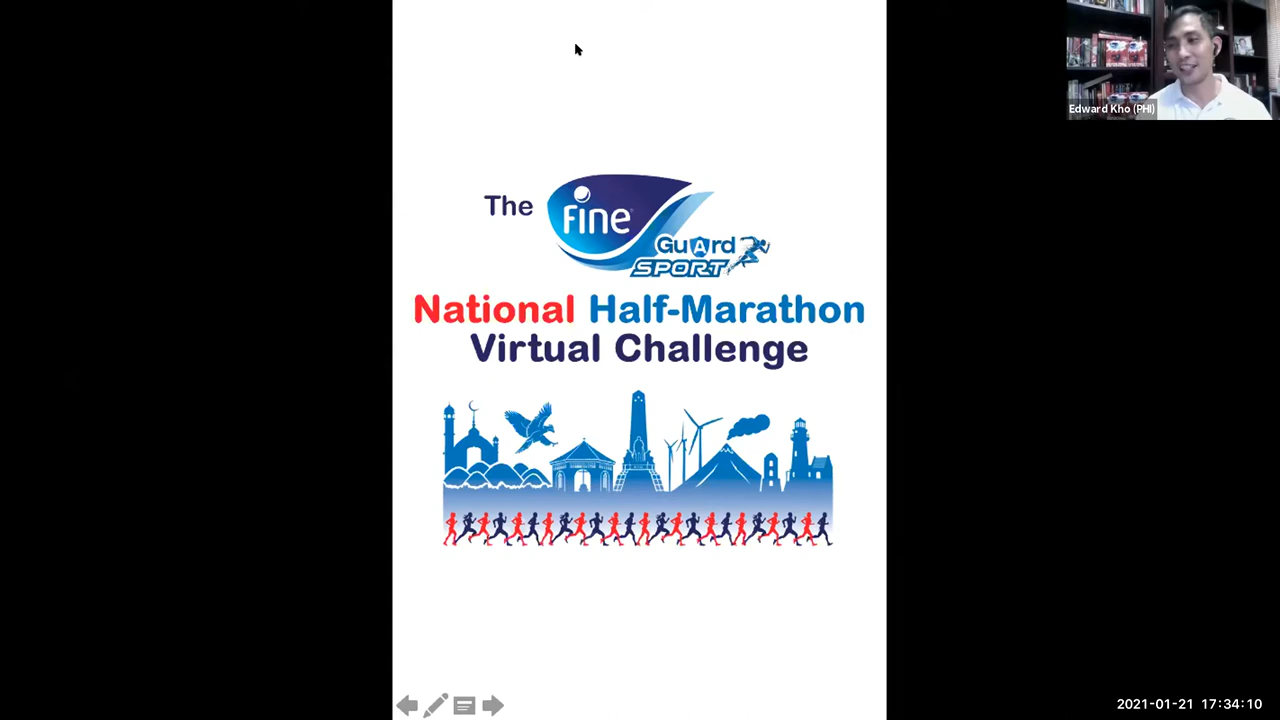 The
fine
GuArd
SPORT
National Half-Marathon
Virtual Challenge
Edward Kho (PHI)
2021-01-21 17:34:10